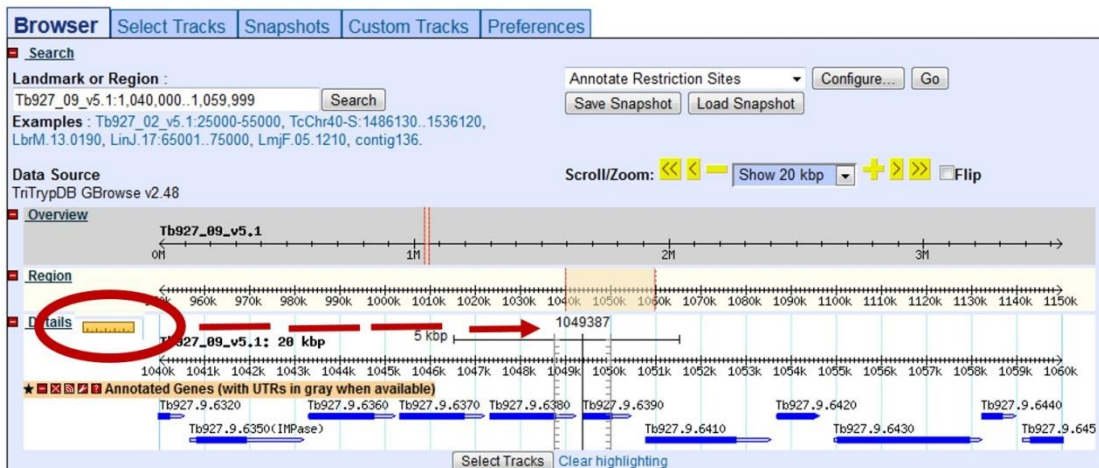 Browser Select Tracks Snapshots Custom Tracks Preferences
Search
Landmark or Region :
Tb927_09_v5.1:1,040,000..1,059,999 Search
Examples : Tb927_02_v5.1:25000-55000, TcChr40-S:1486130..1536120,
LbrM.13.0190, LinJ.17:65001..75000, LmjF.05.1210, contig136.
Annotate Restriction Sites Configure... Go
Save Snapshot Load Snapshot
Data Source
TriTrypDB GBrowse v2.48
Scroll/Zoom: << < Show 20 kbp > >> Flip
Overview
Tb927_09_v5.1
0M 1M 2M 3M
Region
960k 970k 980k 990k 1000k 1010k 1020k 1030k 1040k 1050k 1060k 1070k 1080k 1090k 1100k 1110k 1120k 1130k 1140k 1150k
Details
1049387
5 kbp
Tb927_09_v5.1: 20 kbp
1040k 1041k 1042k 1043k 1044k 1045k 1046k 1047k 1048k 1049k 1050k 1051k 1052k 1053k 1054k 1055k 1056k 1057k 1058k 1059k 1060k
Annotated Genes (with UTRs in gray when available)
Tb927.9.6320 Tb927.9.6360 Tb927.9.6370 Tb927.9.6380 Tb927.9.6390 Tb927.9.6420 Tb927.9.6440
Tb927.9.6350(IMPase) Tb927.9.6410 Tb927.9.6430 Tb927.9.645
Select Tracks Clear highlighting